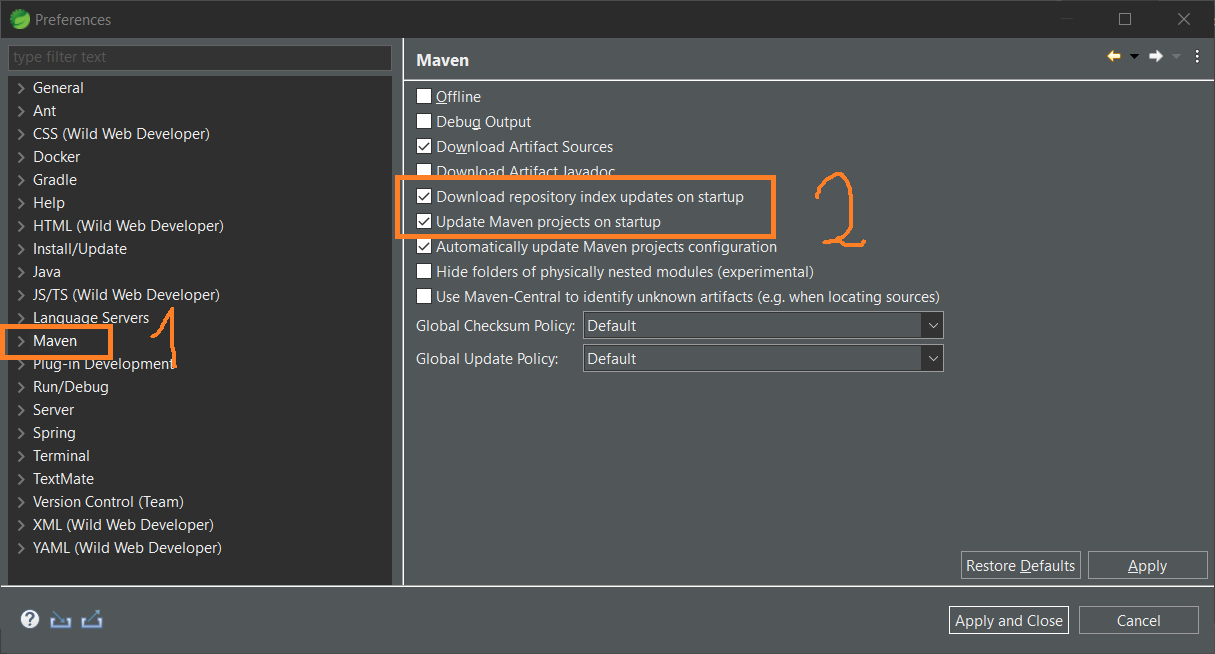 Preferences
type filter text
General
Ant
CSS (Wild Web Developer)
Docker
Gradle
Help
HTML (Wild Web Developer)
Install/Update
Java
JS/TS (Wild Web Developer)
Language Servers
Maven
Plug-in Development
Run/Debug
Server
Spring
Terminal
TextMate
Version Control (Team)
XML (Wild Web Developer)
YAML (Wild Web Developer)
1
Maven
Offline
Debug Output
Download Artifact Sources
Download Artifact Javadoc
Download repository index updates on startup
Update Maven projects on startup
2
Automatically update Maven projects configuration
Hide folders of physically nested modules (experimental)
Use Maven-Central to identify unknown artifacts (e.g. when locating sources)
Global Checksum Policy: Default
Global Update Policy: Default
Restore Defaults Apply
? Apply and Close Cancel